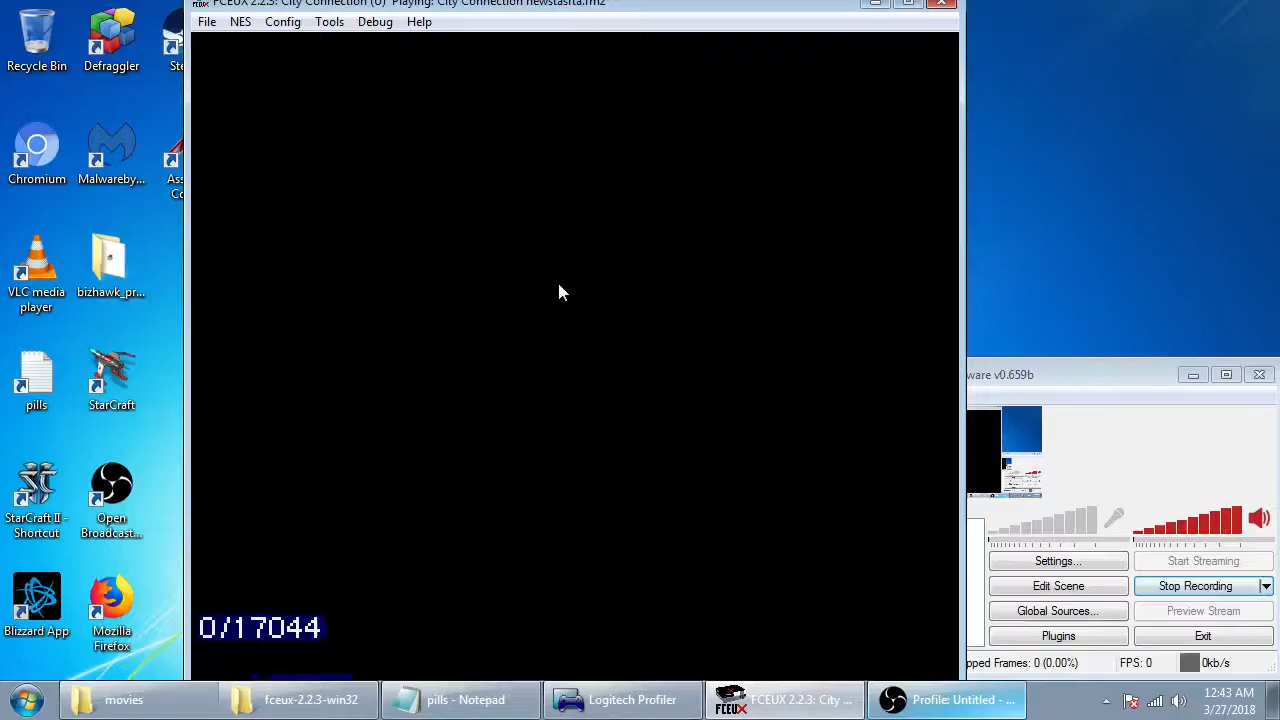 FCEUX 2.2.3: City Connection (U) Playing: City Connection newstasrta.fm2
File NES Config Tools Debug Help
Recycle Bin
Defraggler
Ste
Chromium
Malwareby...
Ass
Co
VLC media
player
bizhawk_pr...
pills
StarCraft
StarCraft II -
Shortcut
Open
Broadcast...
Blizzard App
Mozilla
Firefox
0/17044
ware v0.659b
Settings...
Start Streaming
Edit Scene
Stop Recording
Global Sources...
Preview Stream
Plugins
Exit
pped Frames: 0 (0.00%)
FPS: 0
0kb/s
movies
fceux-2.2.3-win32
pills - Notepad
Logitech Profiler
FCEUX 2.2.3: City ...
Profile: Untitled - ...
12:43 AM
3/27/2018